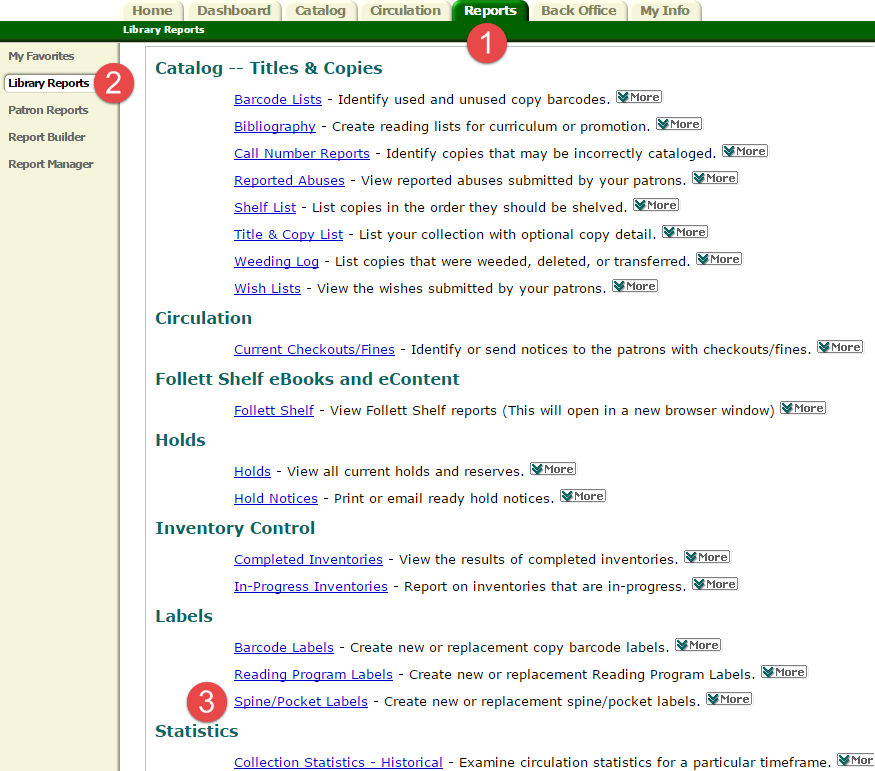 Home Dashboard Catalog Circulation Reports Back Office My Info
Library Reports
1
My Favorites
Library Reports
2
Patron Reports
Report Builder
Report Manager
Catalog -- Titles & Copies
Barcode Lists - Identify used and unused copy barcodes. More
Bibliography - Create reading lists for curriculum or promotion. More
Call Number Reports - Identify copies that may be incorrectly cataloged. More
Reported Abuses - View reported abuses submitted by your patrons. More
Shelf List - List copies in the order they should be shelved. More
Title & Copy List - List your collection with optional copy detail. More
Weeding Log - List copies that were weeded, deleted, or transferred. More
Wish Lists - View the wishes submitted by your patrons. More
Circulation
Current Checkouts/Fines - Identify or send notices to the patrons with checkouts/fines. More
Follett Shelf eBooks and eContent
Follett Shelf - View Follett Shelf reports (This will open in a new browser window) More
Holds
Holds - View all current holds and reserves. More
Hold Notices - Print or email ready hold notices. More
Inventory Control
Completed Inventories - View the results of completed inventories. More
In-Progress Inventories - Report on inventories that are in-progress. More
Labels
Barcode Labels - Create new or replacement copy barcode labels. More
Reading Program Labels - Create new or replacement Reading Program Labels. More
3 Spine/Pocket Labels - Create new or replacement spine/pocket labels. More
Statistics
Collection Statistics - Historical - Examine circulation statistics for a particular timeframe. Mor